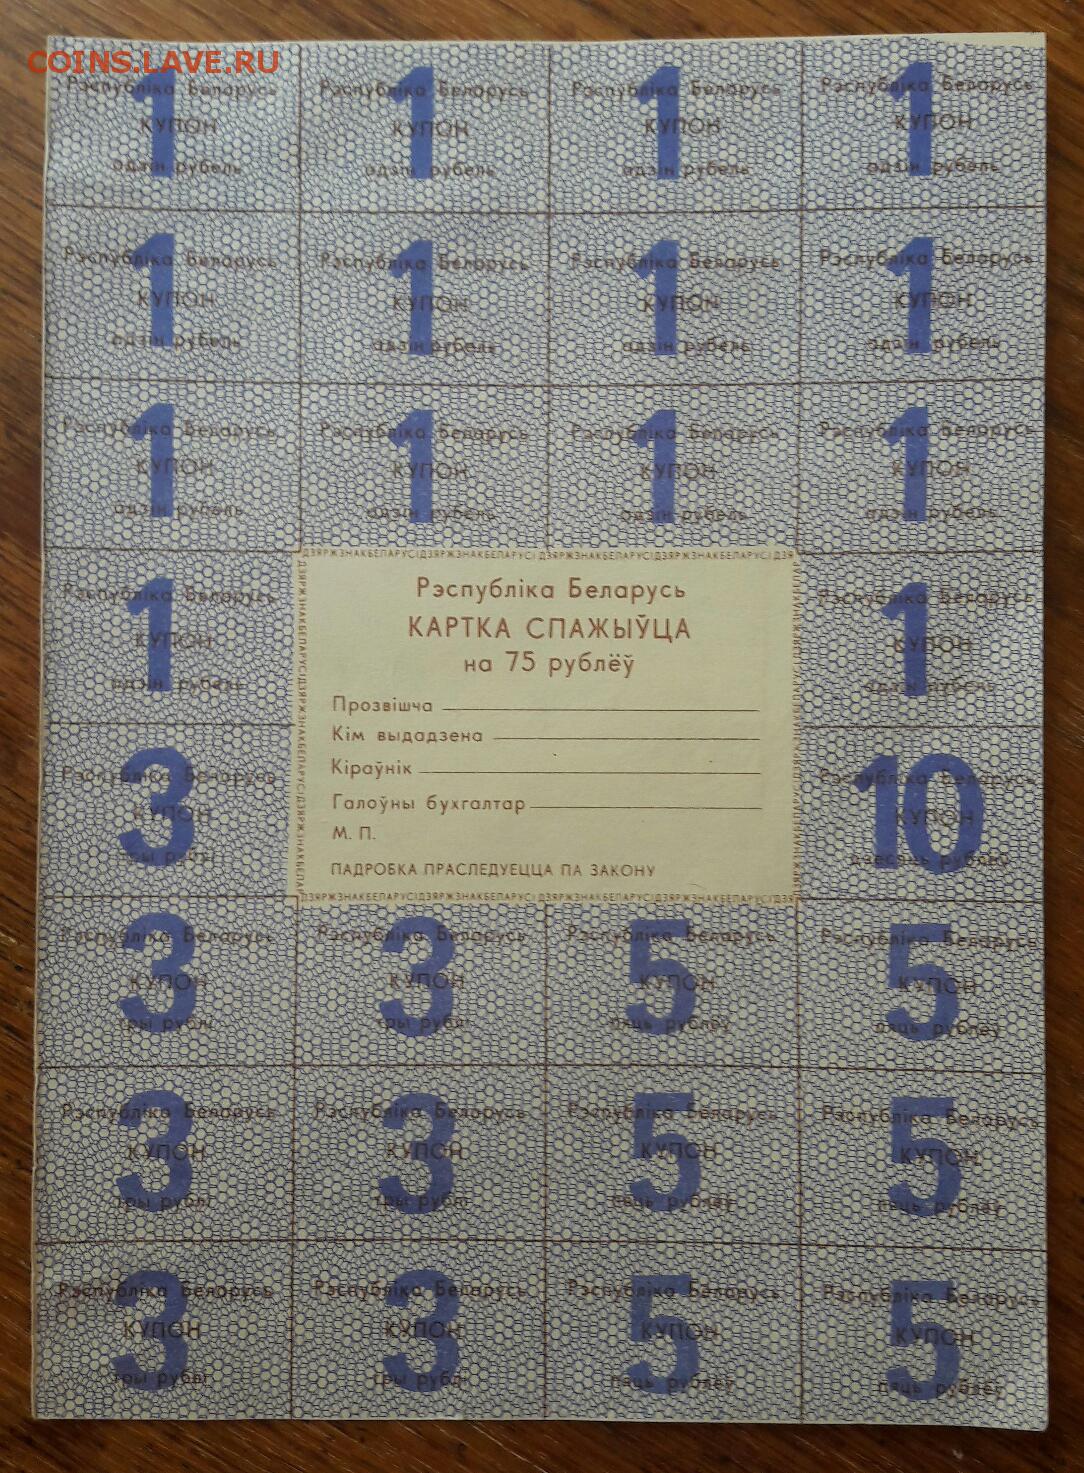 COINS.LAVE.RU
Рэспубліка Беларусь Рэспубліка Беларусь Рэспубліка Беларусь Рэспубліка Беларусь
1 1 1 1
КУПОН КУПОН КУПОН КУПОН
адзін рубель адзін рубель адзін рубель адзін рубель
Рэспубліка Беларусь Рэспубліка Беларусь Рэспубліка Беларусь Рэспубліка Беларусь
1 1 1 1
КУПОН КУПОН КУПОН КУПОН
адзін рубель адзін рубель адзін рубель адзін рубель
Рэспубліка Беларусь Рэспубліка Беларусь Рэспубліка Беларусь Рэспубліка Беларусь
1 1 1 1
КУПОН КУПОН КУПОН КУПОН
адзін рубель адзін рубель адзін рубель адзін рубель
ДЗЯРЖЗНАКБЕЛАРУСІДЗЯРЖЗНАКБЕЛАРУСІДЗЯРЖЗНАКБЕЛАРУСІДЗЯРЖЗНАКБЕЛАРУСІДЗЯ
Рэспубліка Беларусь
1
КУПОН
адзін рубель
Рэспубліка Беларусь
КАРТКА СПАЖЫЎЦА
на 75 рублёў
Прозвішча
Кім выдадзена
Кіраўнік
Галоўны бухгалтар
М. П.
ПАДРОБКА ПРАСЛЕДУЕЦЦА ПА ЗАКОНУ
Рэспубліка Беларусь
1
КУПОН
адзін рубель
Рэспубліка Беларусь
3
КУПОН
тры рублі
Рэспубліка Беларусь
10
КУПОН
дзесяць рублёў
ДЗЯРЖЗНАКБЕЛАРУСІДЗЯРЖЗНАКБЕЛАРУСІДЗЯРЖЗНАКБЕЛАРУСІДЗЯРЖЗНАКБЕЛАРУСІДЗЯ
Рэспубліка Беларусь Рэспубліка Беларусь Рэспубліка Беларусь Рэспубліка Беларусь
3 3 5 5
КУПОН КУПОН КУПОН КУПОН
тры рублі тры рублі пяць рублёў пяць рублёў
Рэспубліка Беларусь Рэспубліка Беларусь Рэспубліка Беларусь Рэспубліка Беларусь
3 3 5 5
КУПОН КУПОН КУПОН КУПОН
тры рублі тры рублі пяць рублёў пяць рублёў
Рэспубліка Беларусь Рэспубліка Беларусь Рэспубліка Беларусь Рэспубліка Беларусь
3 3 5 5
КУПОН КУПОН КУПОН КУПОН
тры рублі тры рублі пяць рублёў пяць рублёў